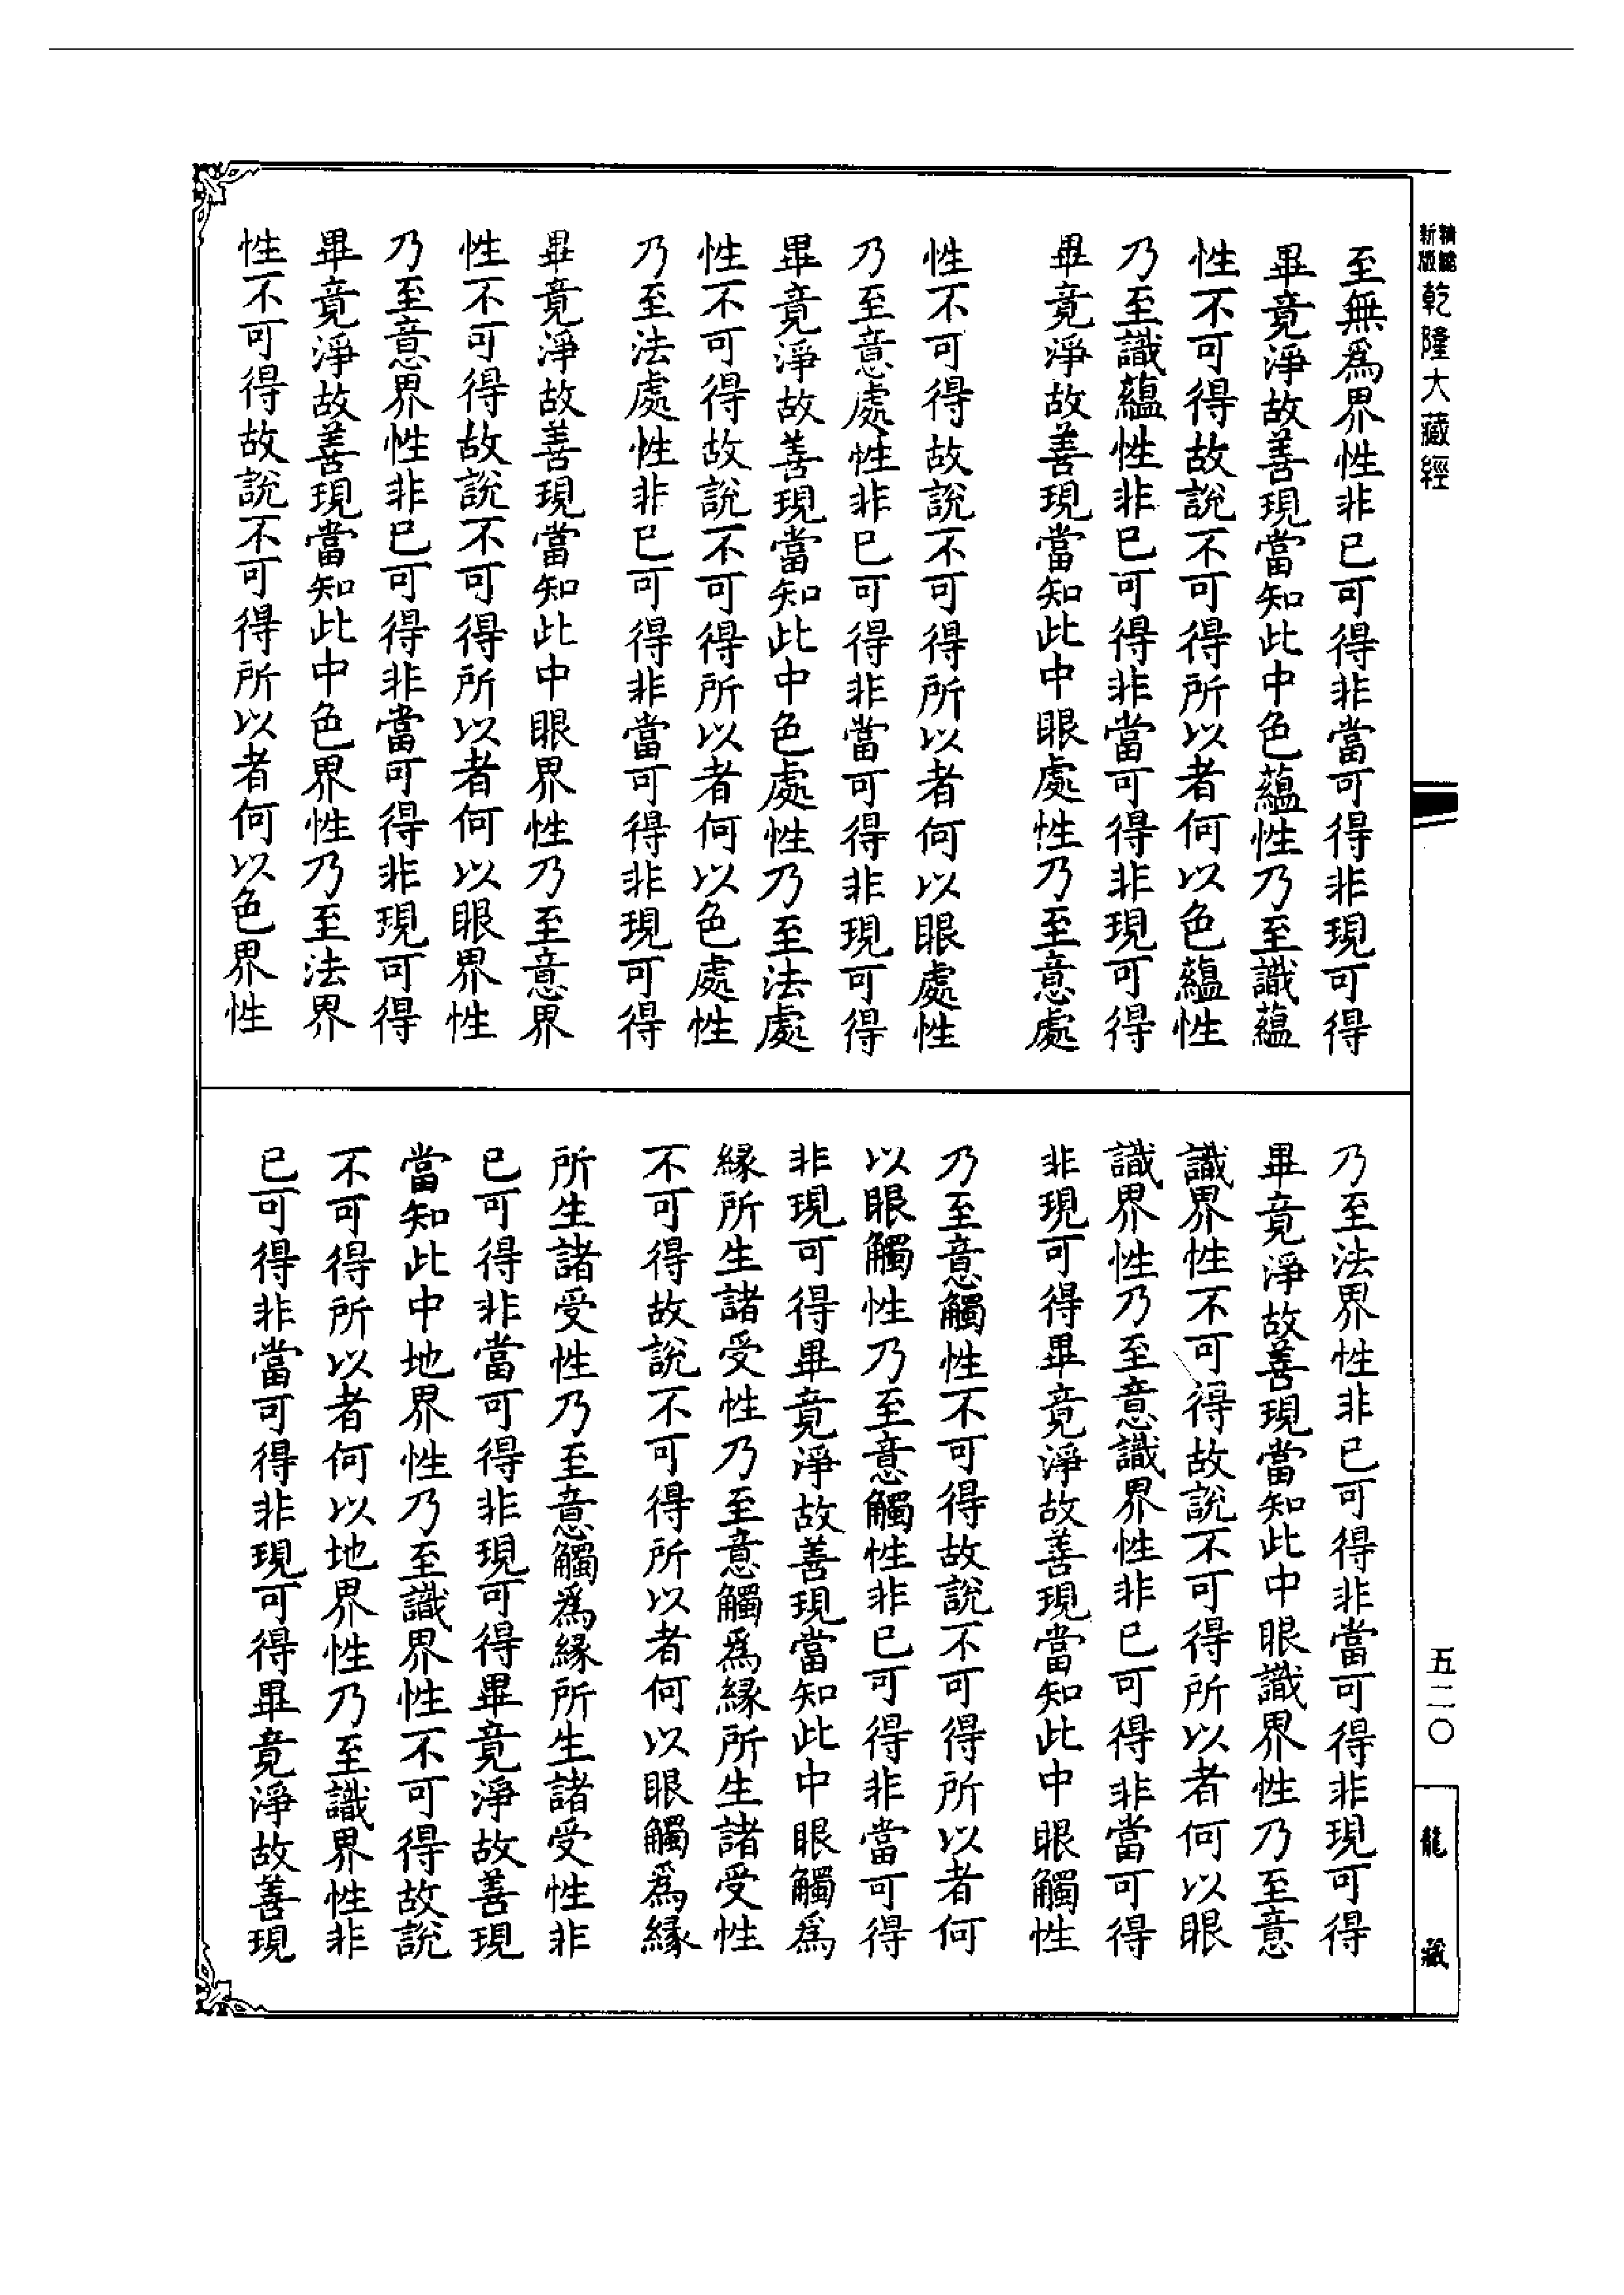 精縮
新版
乾隆大藏經
至無爲界性非已可得非當可得非現可得
畢竟淨故善現當知此中色蘊性乃至識蘊
性不可得故說不可得所以者何以色蘊性
乃至識蘊性非已可得非當可得非現可得
畢竟淨故善現當知此中眼處性乃至意處
性不可得故說不可得所以者何以眼處性
乃至意處性非已可得非當可得非現可得
畢竟淨故善現當知此中色處性乃至法處
性不可得故說不可得所以者何以色處性
乃至法處性非已可得非當可得非現可得
畢竟淨故善現當知此中眼界性乃至意界
性不可得故說不可得所以者何以眼界性
乃至意界性非已可得非當可得非現可得
畢竟淨故善現當知此中色界性乃至法界
性不可得故說不可得所以者何以色界性
乃至法界性非已可得非當可得非現可得
畢竟淨故善現當知此中眼識界性乃至意
識界性不可得故說不可得所以者何以眼
識界性乃至意識界性非已可得非當可得
非現可得畢竟淨故善現當知此中眼觸性
乃至意觸性不可得故說不可得所以者何
以眼觸性乃至意觸性非已可得非當可得
非現可得畢竟淨故善現當知此中眼觸爲
緣所生諸受性乃至意觸爲緣所生諸受性
不可得故說不可得所以者何以眼觸爲緣
所生諸受性乃至意觸爲緣所生諸受性非
已可得非當可得非現可得畢竟淨故善現
當知此中地界性乃至識界性不可得故說
不可得所以者何以地界性乃至識界性非
已可得非當可得非現可得畢竟淨故善現
五二〇
龍藏